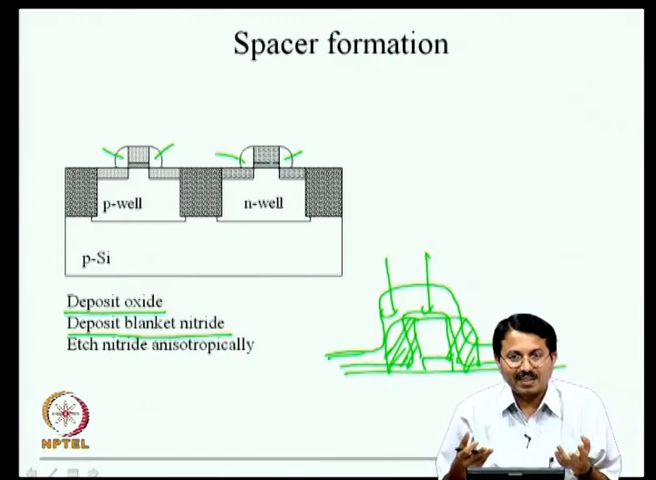 Spacer formation
p-well
n-well
p-Si
Deposit oxide
Deposit blanket nitride
Etch nitride anisotropically
NPTEL